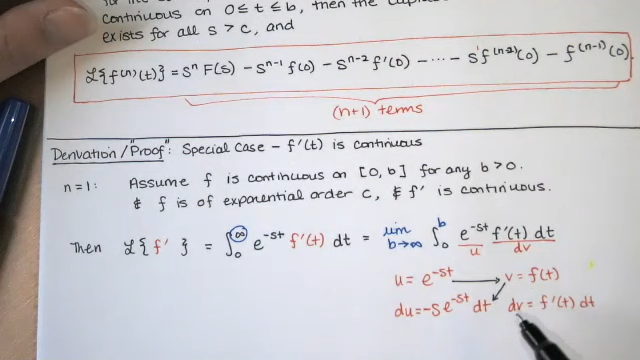 continuous on 0 ≤ t ≤ b, then the
exists for all s > c, and
ℒ{f⁽ⁿ⁾(t)} = sⁿ F(s) − sⁿ⁻¹ f(0) − sⁿ⁻² f'(0) − ⋯ − s' f⁽ⁿ⁻²⁾(0) − f⁽ⁿ⁻¹⁾(0).
(n+1) terms
Derivation/"Proof": Special Case - f'(t) is continuous
n=1: Assume f is continuous on [0, b] for any b>0.
& f is of exponential order c, & f' is continuous.
Then ℒ{f'} = ∫₀^∞ e^-st f'(t) dt = lim b→∞ ∫₀^b e^-st f'(t) dt
u dv
u = e^-st v = f(t)
du = -s e^-st dt dv = f'(t) dt